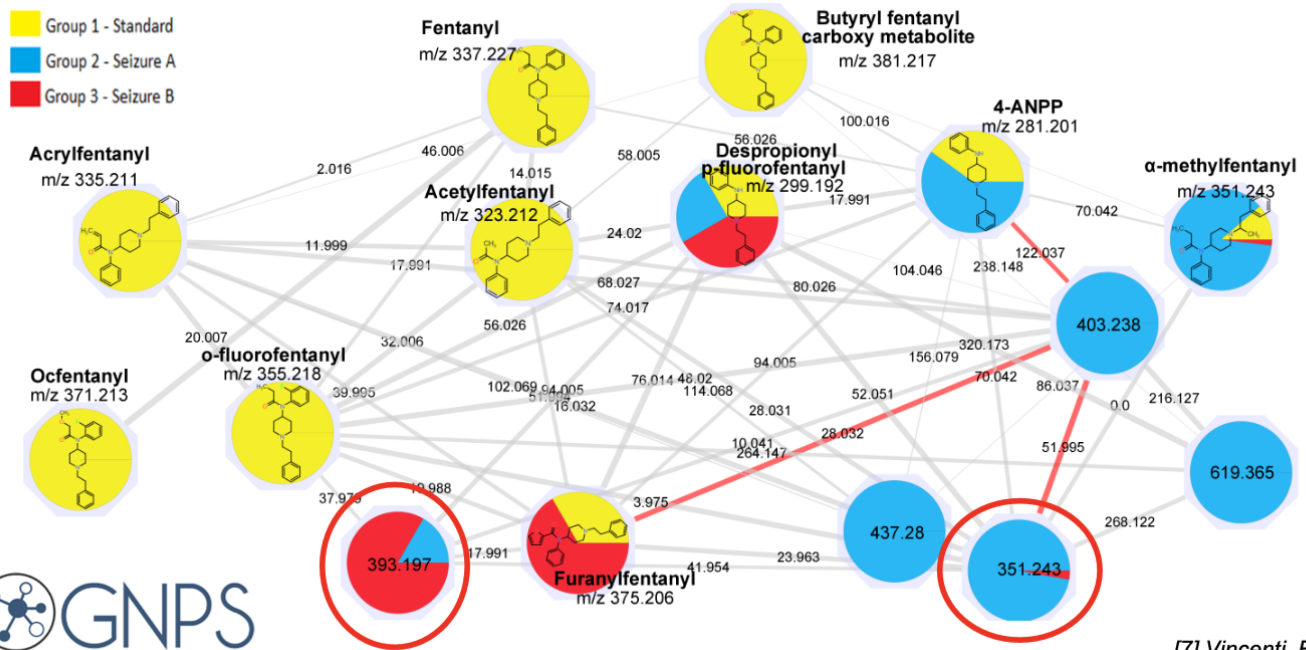 Group 1 - Standard
Group 2 - Seizure A
Group 3 - Seizure B
Fentanyl
m/z 337.227
Butyryl fentanyl
carboxy metabolite
m/z 381.217
4-ANPP
m/z 281.201
Acrylfentanyl
m/z 335.211
Acetylfentanyl
m/z 323.212
Despropionyl
p-fluorofentanyl
m/z 299.192
α-methylfentanyl
m/z 351.243
2.016
46.006
14.015
58.005
56.026
100.016
17.991
70.042
11.999
17.991
24.02
68.027
74.017
104.046
238.148
122.037
80.026
403.238
20.007
32.006
56.026
o-fluorofentanyl
m/z 355.218
Ocfentanyl
m/z 371.213
39.995
102.069
94.005
16.032
76.014
48.02
114.068
94.005
28.031
52.051
156.079
320.173
70.042
86.037
0.0
216.127
51.995
10.041
264.147
28.032
619.365
37.979
19.988
3.975
437.28
268.122
393.197
17.991
Furanylfentanyl
m/z 375.206
41.954
23.963
351.243
GNPS
[7] Vincenti,